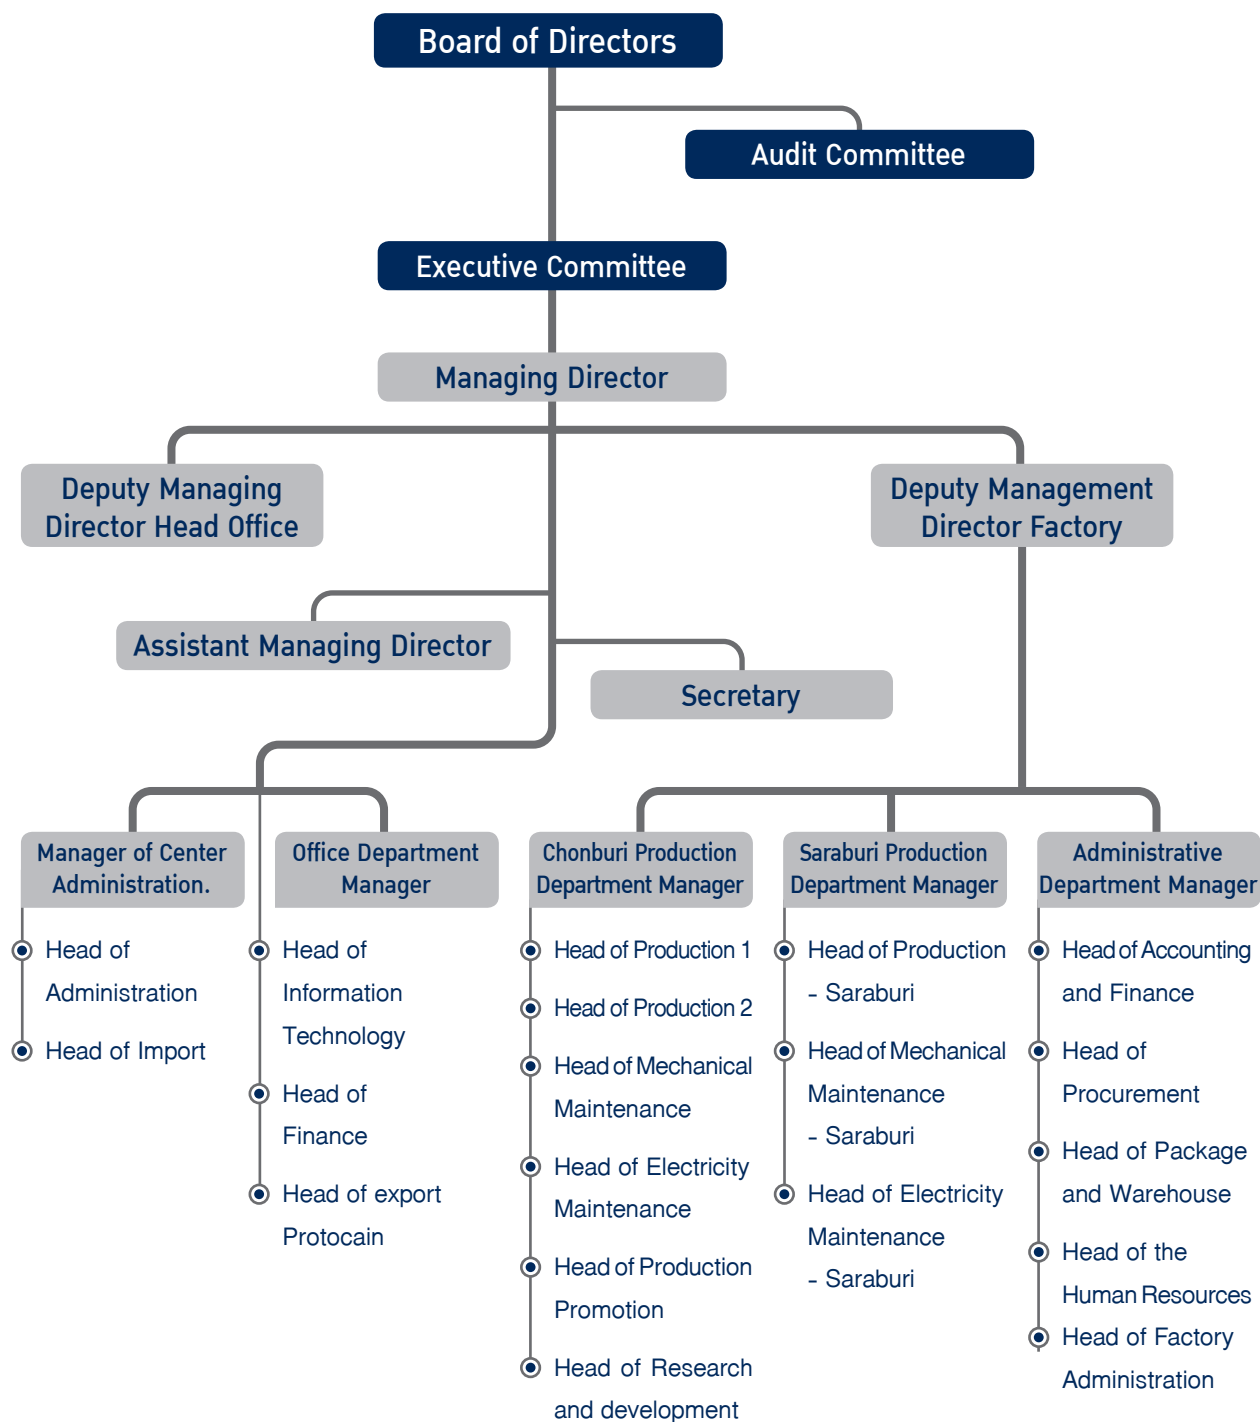 Board of Directors
Audit Committee
Executive Committee
Managing Director
Deputy Managing
Director Head Office
Deputy Management
Director Factory
Assistant Managing Director
Secretary
Manager of Center
Administration.
Head of
Administration
Head of Import
Office Department
Manager
Head of
Information
Technology
Head of
Finance
Head of export
Protocain
Chonburi Production
Department Manager
Head of Production 1
Head of Production 2
Head of Mechanical
Maintenance
Head of Electricity
Maintenance
Head of Production
Promotion
Head of Research
and development
Saraburi Production
Department Manager
Head of Production
- Saraburi
Head of Mechanical
Maintenance
- Saraburi
Head of Electricity
Maintenance
- Saraburi
Administrative
Department Manager
Head of Accounting
and Finance
Head of
Procurement
Head of Package
and Warehouse
Head of the
Human Resources
Head of Factory
Administration